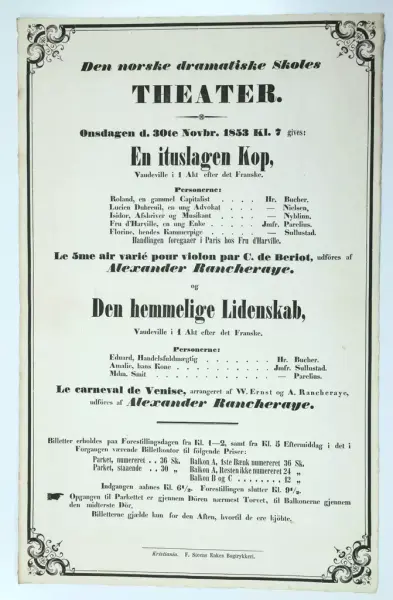 Den norske dramatiske Skoles
THEATER.
Onsdagen d. 30te Novbr. 1853 Kl. 7 gives:
En ituslagen Kop,
Vaudeville i 1 Akt efter det Franske.
Personerne:
Roland, en gammel Capitalist . . . . Hr. Bucher.
Lucien Dubreuil, en ung Advokat . . . — Nielsen,
Isidor, Afskriver og Musikant . . . . — Nyblinn,
Fru d'Harville, en ung Enke . . . . Jmfr. Parelius.
Florine, hendes Kammerpige . . . . . — Sullustad.
Handlingen foregaaer i Paris hos Fru d'Harville.
Le 5me air varié pour violon par C. de Beriot, udføres af
Alexander Rancheraye.
og
Den hemmelige Lidenskab,
Vaudeville i 1 Akt efter det Franske.
Personerne:
Eduard, Handelsfuldmægtig . . . . . . . Hr. Bucher.
Amalie, hans Kone . . . . . . . . . . Jmfr. Sullustad.
Mdm. Smit . . . . . . . . . . . . . — Parelius.
Le carneval de Venise, arrangeret af W. Ernst og A. Rancheraye,
udføres af Alexander Rancheraye.
Billetter erholdes paa Forestillingsdagen fra Kl. 1—2, samt fra Kl. 5 Eftermiddag i det i
Forgangen værende Billetkontor til følgende Priser:
Parket, numereret . . 36 Sk. Balkon A, 1ste Bænk numereret 36 Sk.
Parket, staaende . . 30 „ Balkon A, Resten ikke numereret 24 „
Balkon B og C . . . . . . . . 12 „
Indgangen aabnes Kl. 6½. Forestillingen slutter Kl. 9½.
Opgangen til Parkettet er gjennem Dören nærmest Torvet, til Balkonerne gjennem
den midterste Dör.
Billetterne gjælde kun for den Aften, hvortil de ere kjöbte.
Kristiania. F. Steens Enkes Bogtrykkeri.